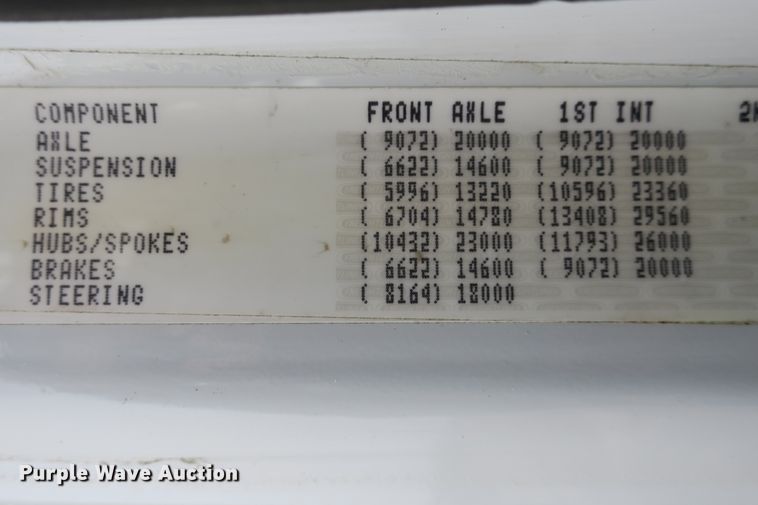 COMPONENT FRONT AXLE 1ST INT
AXLE ( 9072) 20000 ( 9072) 20000
SUSPENSION ( 6622) 14600 ( 9072) 20000
TIRES ( 5996) 13220 (10596) 23360
RIMS ( 6704) 14780 (13408) 29560
HUBS/SPOKES (10432) 23000 (11793) 26000
BRAKES ( 6622) 14600 ( 9072) 20000
STEERING ( 8164) 18000
Purple Wave Auction